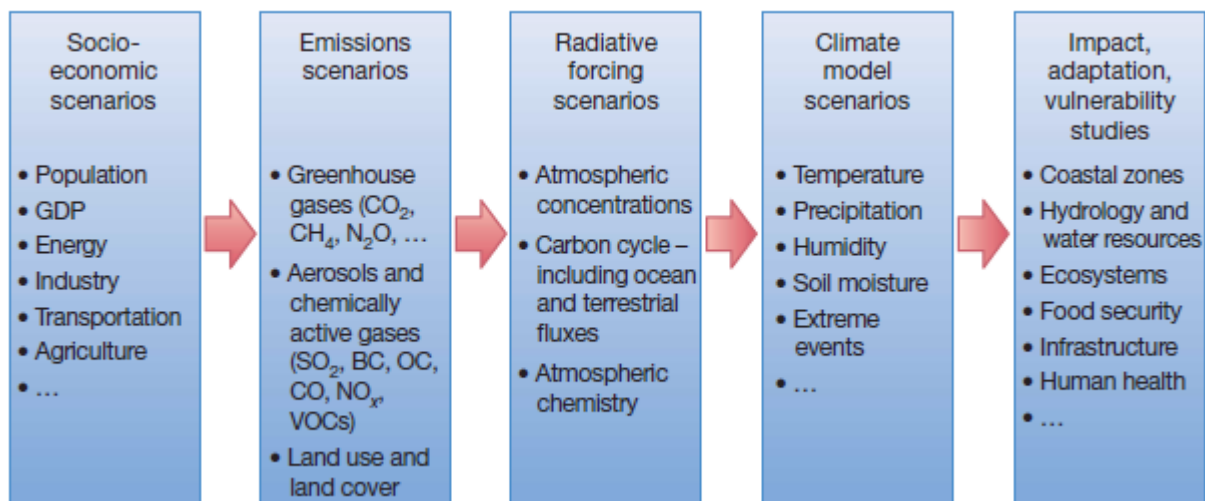 Socio-
economic
scenarios
• Population
• GDP
• Energy
• Industry
• Transportation
• Agriculture
• …
Emissions
scenarios
• Greenhouse
gases (CO₂,
CH₄, N₂O, …
• Aerosols and
chemically
active gases
(SO₂, BC, OC,
CO, NOₓ,
VOCs)
• Land use and
land cover
Radiative
forcing
scenarios
• Atmospheric
concentrations
• Carbon cycle –
including ocean
and terrestrial
fluxes
• Atmospheric
chemistry
Climate
model
scenarios
• Temperature
• Precipitation
• Humidity
• Soil moisture
• Extreme
events
• …
Impact,
adaptation,
vulnerability
studies
• Coastal zones
• Hydrology and
water resources
• Ecosystems
• Food security
• Infrastructure
• Human health
• …